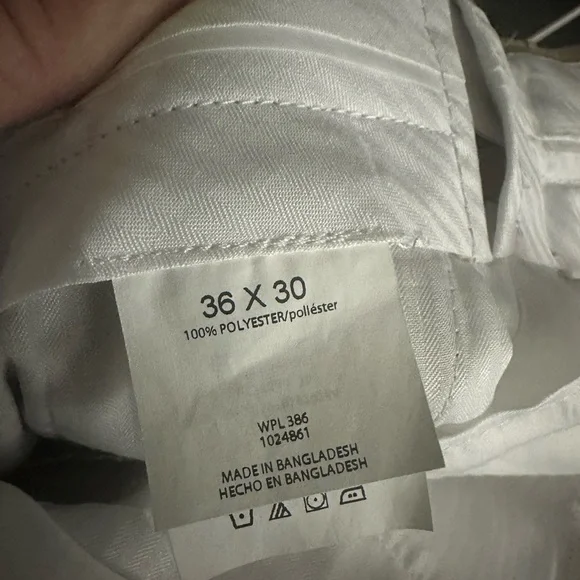 36 X 30
100% POLYESTER/poliéster
WPL 386
1024861
MADE IN BANGLADESH
HECHO EN BANGLADESH